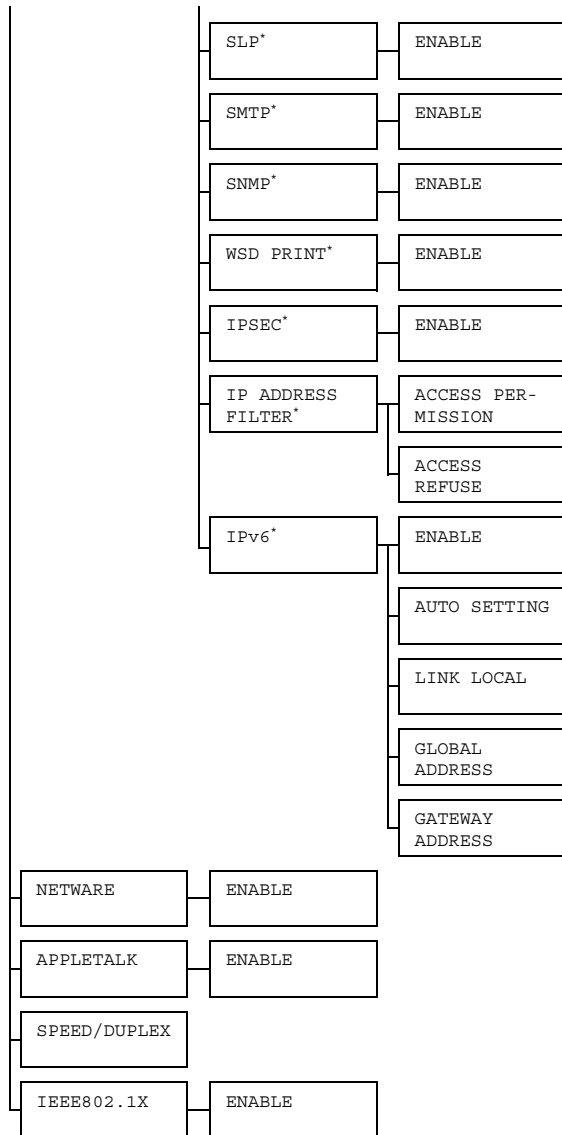 SLP* ENABLE
SMTP* ENABLE
SNMP* ENABLE
WSD PRINT* ENABLE
IPSEC* ENABLE
IP ADDRESS
FILTER*
ACCESS PER-
MISSION
ACCESS
REFUSE
IPv6* ENABLE
AUTO SETTING
LINK LOCAL
GLOBAL
ADDRESS
GATEWAY
ADDRESS
NETWARE ENABLE
APPLETALK ENABLE
SPEED/DUPLEX
IEEE802.1X ENABLE